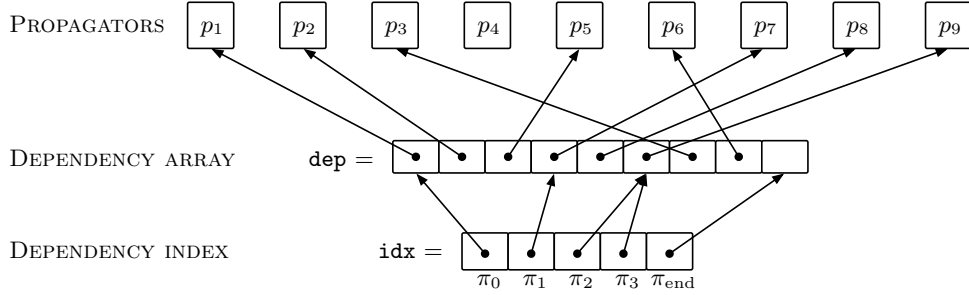 PROPAGATORS p₁ p₂ p₃ p₄ p₅ p₆ p₇ p₈ p₉
DEPENDENCY ARRAY dep =
DEPENDENCY INDEX idx =
π₀ π₁ π₂ π₃ πend